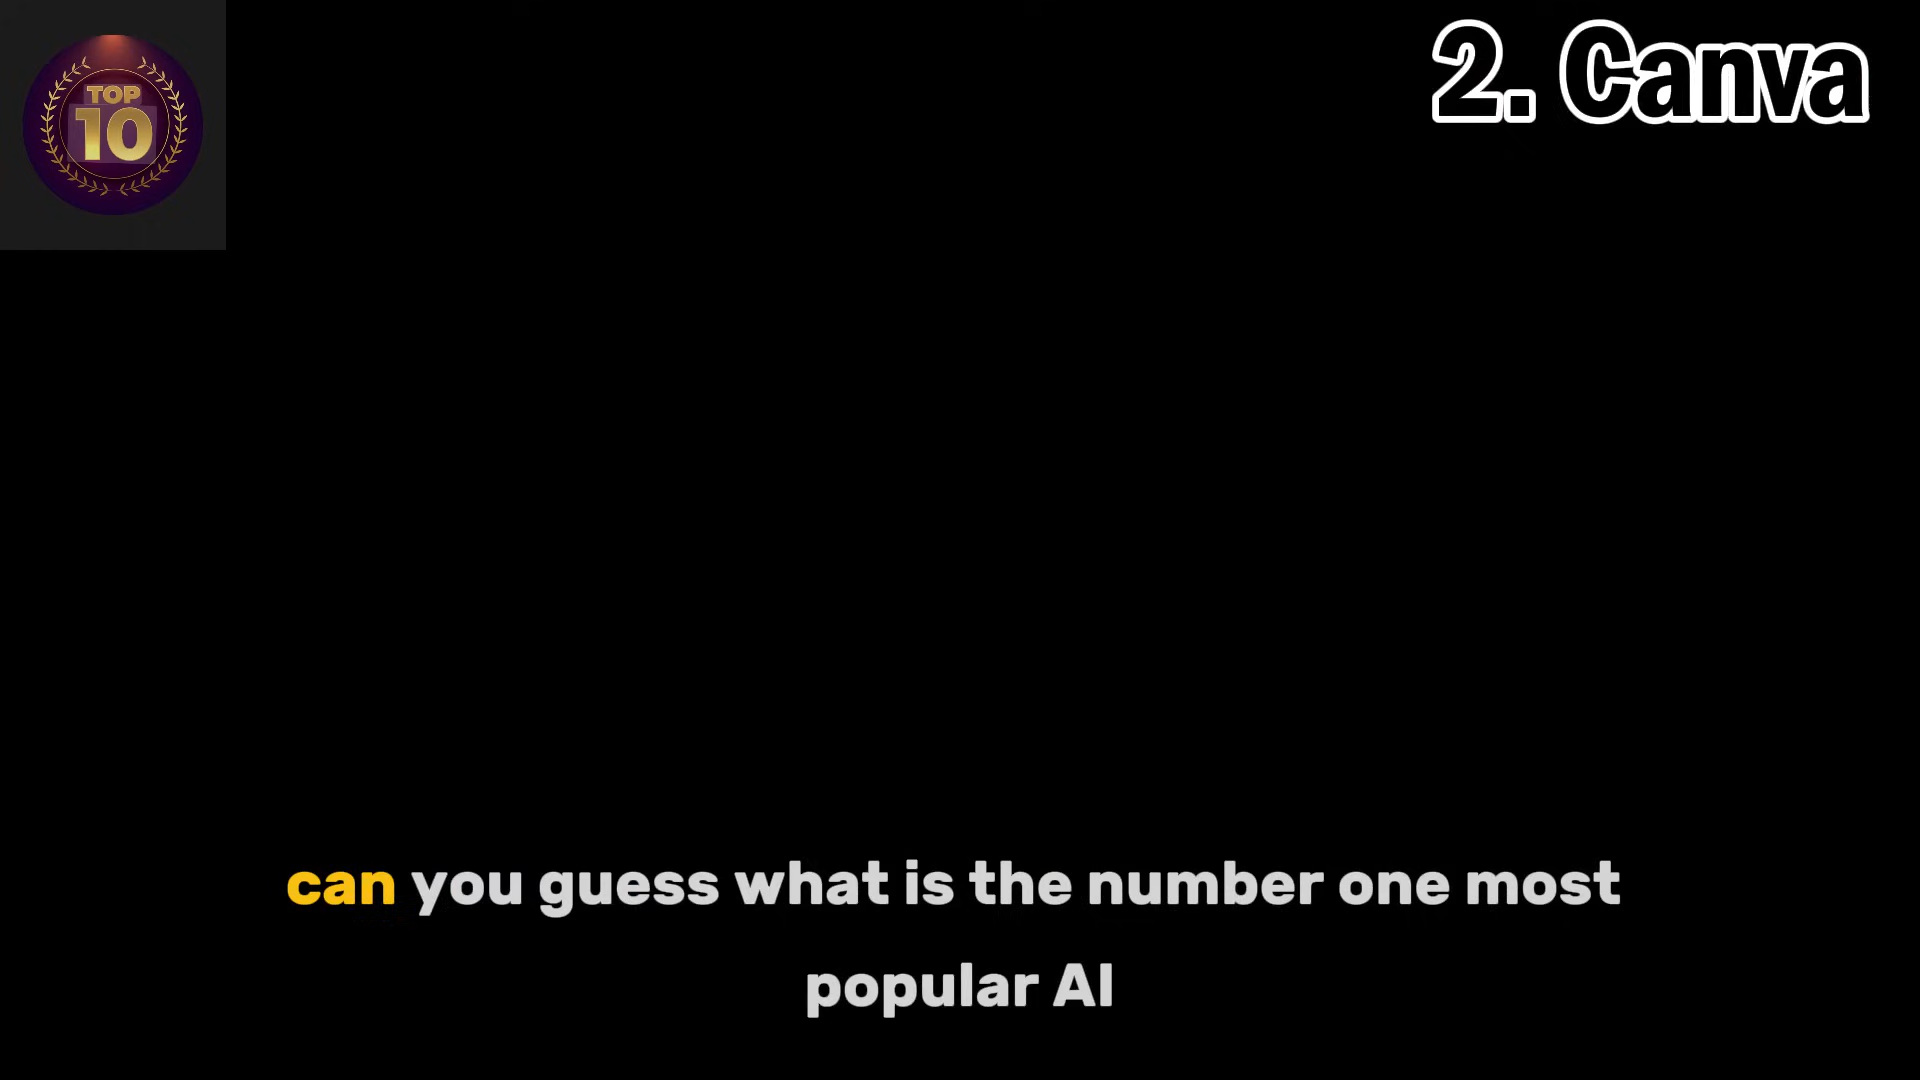 TOP
10
2. Canva
can you guess what is the number one most
popular AI